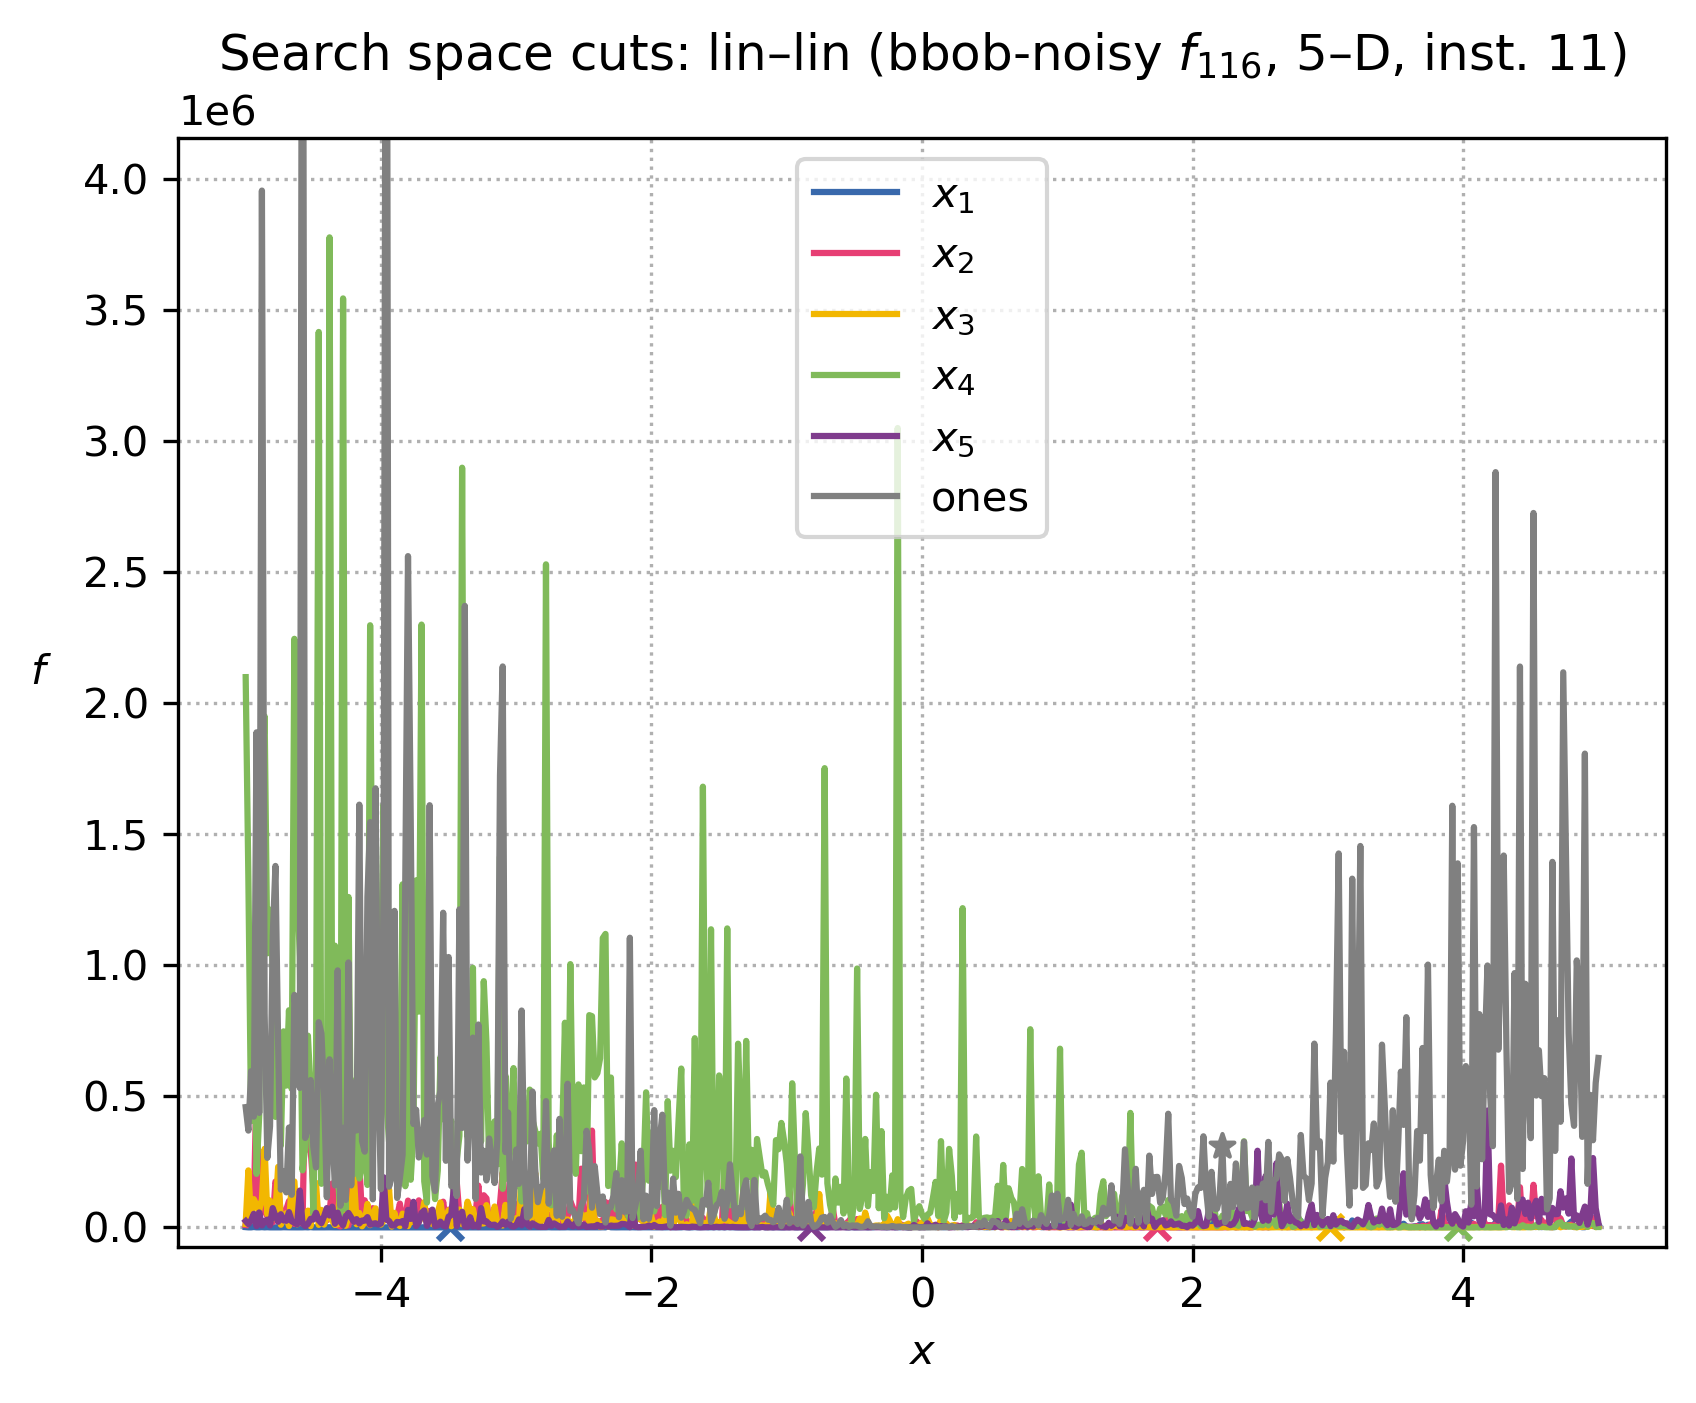 Search space cuts: lin–lin (bbob-noisy f₁₁₆, 5–D, inst. 11)
1e6
4.0
3.5
3.0
2.5
2.0
1.5
1.0
0.5
0.0
f
x₁
x₂
x₃
x₄
x₅
ones
−4 −2 0 2 4
x